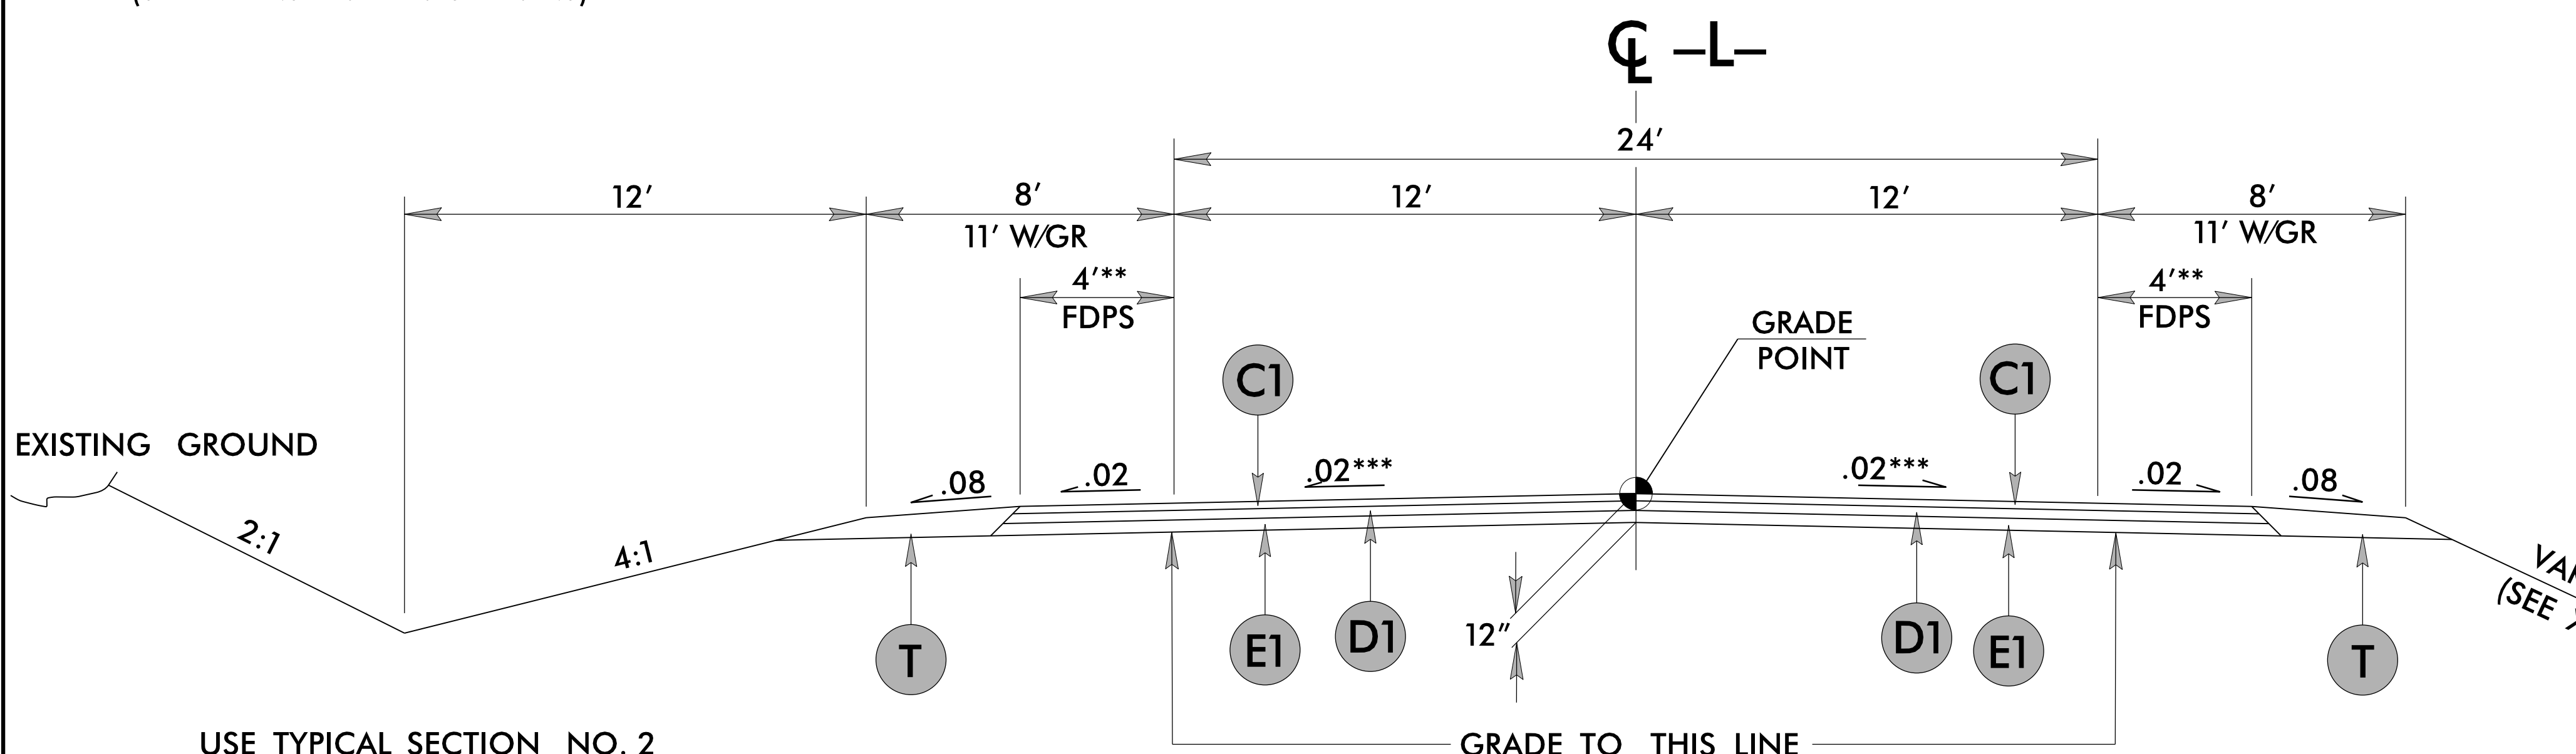 ℄ –L–
24'
12'
8'
12'
12'
8'
11' W/GR
11' W/GR
4'**
FDPS
4'**
FDPS
GRADE
POINT
C1
C1
EXISTING GROUND
.08
.02
.02***
.02***
.02
.08
2:1
4:1
12"
T
E1
D1
D1
E1
T
(SEE
USE TYPICAL SECTION NO. 2
GRADE TO THIS LINE